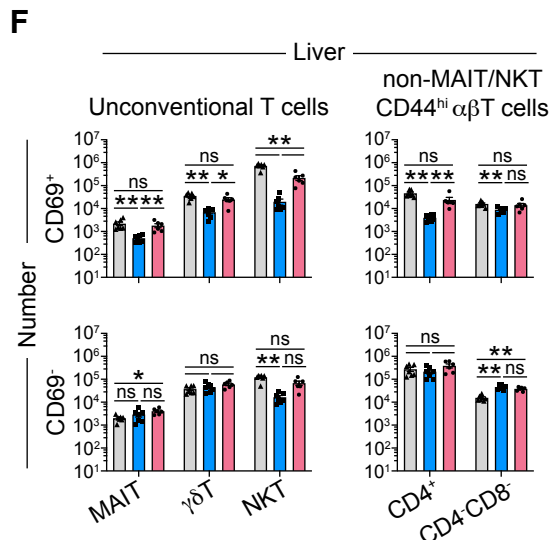 F
Liver
Unconventional T cells
non-MAIT/NKT
CD44hi αβT cells
Number
CD69+
10⁷
10⁶
10⁵
10⁴
10³
10²
10¹
ns
** **
ns
** *
**
ns
** **
ns
** ns
CD69-
10⁷
10⁶
10⁵
10⁴
10³
10²
10¹
*
ns ns
ns
ns
** ns
ns
**
** ns
MAIT
γδT
NKT
CD4+
CD4-CD8-